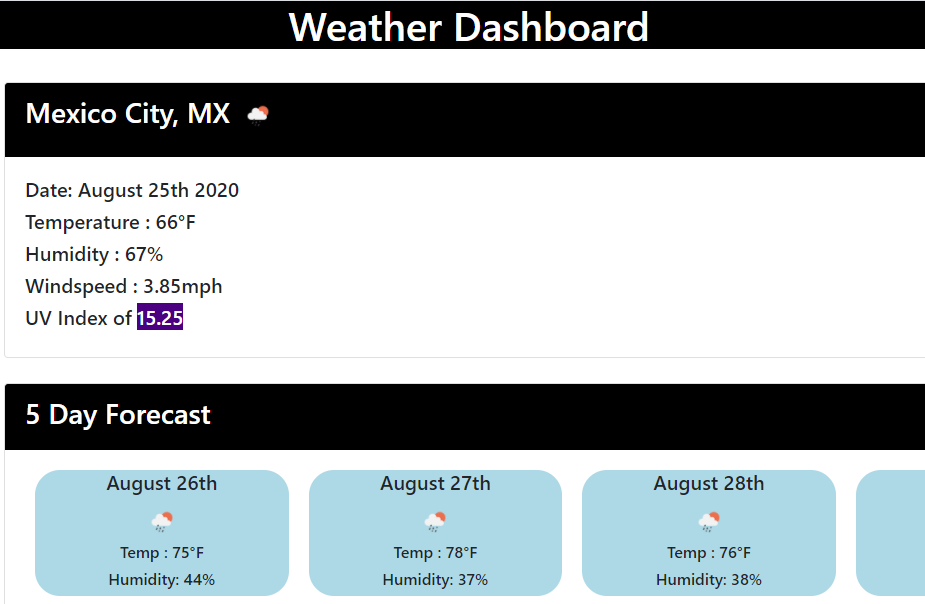 Weather Dashboard
Mexico City, MX
Date: August 25th 2020
Temperature : 66°F
Humidity : 67%
Windspeed : 3.85mph
UV Index of 15.25
5 Day Forecast
August 26th
Temp : 75°F
Humidity: 44%
August 27th
Temp : 78°F
Humidity: 37%
August 28th
Temp : 76°F
Humidity: 38%